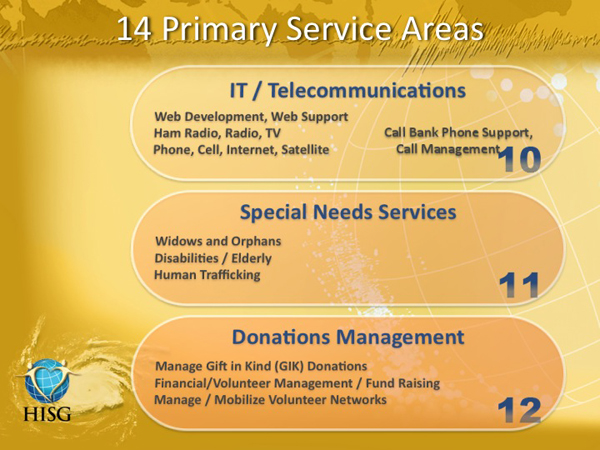 14 Primary Service Areas
IT / Telecommunications
Web Development, Web Support
Ham Radio, Radio, TV
Phone, Cell, Internet, Satellite
Call Bank Phone Support,
Call Management
10
Special Needs Services
Widows and Orphans
Disabilities / Elderly
Human Trafficking
11
Donations Management
Manage Gift in Kind (GIK) Donations
Financial/Volunteer Management / Fund Raising
Manage / Mobilize Volunteer Networks
12
HISG